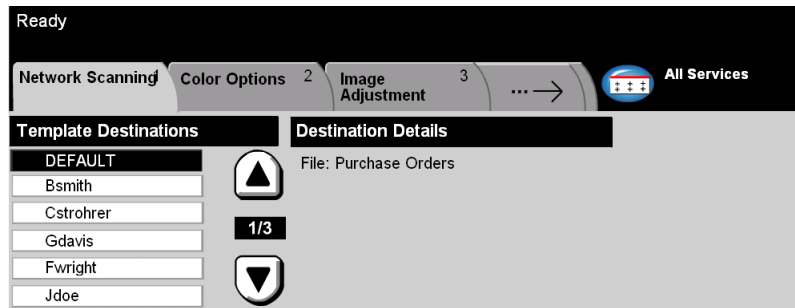 Ready
Network Scanning 1
Color Options 2
Image Adjustment 3
... →
All Services
Template Destinations
Destination Details
DEFAULT
File: Purchase Orders
Bsmith
Cstrohrer
1/3
Gdavis
Fwright
Jdoe